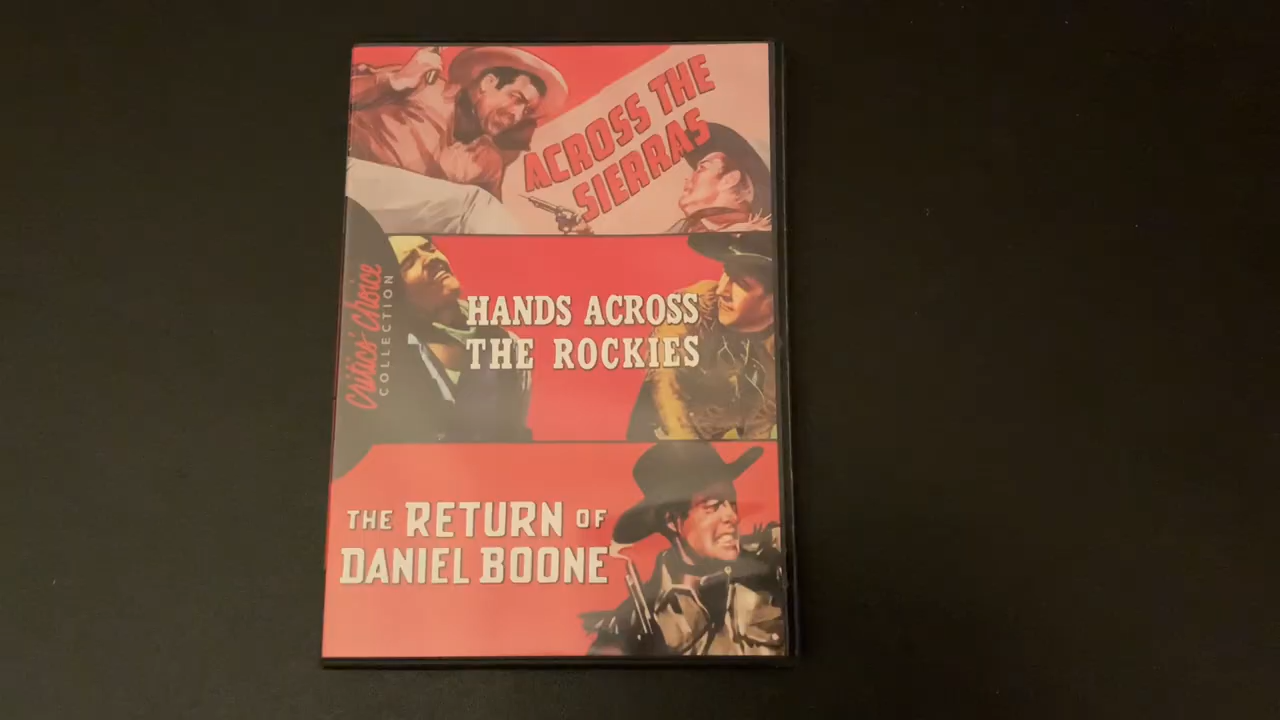 ACROSS THE
SIERRAS
Critics' Choice
COLLECTION
HANDS ACROSS
THE ROCKIES
THE RETURN OF
DANIEL BOONE